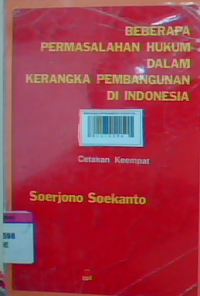 BEBERAPA
PERMASALAHAN HUKUM
DALAM
KERANGKA PEMBANGUNAN
DI INDONESIA
Cetakan Keempat
Soerjono Soekanto